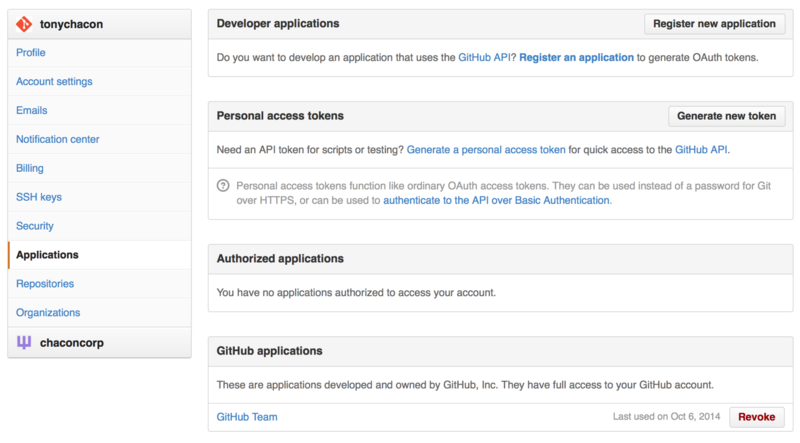 tonychacon
Profile
Account settings
Emails
Notification center
Billing
SSH keys
Security
Applications
Repositories
Organizations
chaconcorp
Developer applications
Register new application
Do you want to develop an application that uses the GitHub API? Register an application to generate OAuth tokens.
Personal access tokens
Generate new token
Need an API token for scripts or testing? Generate a personal access token for quick access to the GitHub API.
? Personal access tokens function like ordinary OAuth access tokens. They can be used instead of a password for Git
over HTTPS, or can be used to authenticate to the API over Basic Authentication.
Authorized applications
You have no applications authorized to access your account.
GitHub applications
These are applications developed and owned by GitHub, Inc. They have full access to your GitHub account.
GitHub Team
Last used on Oct 6, 2014
Revoke